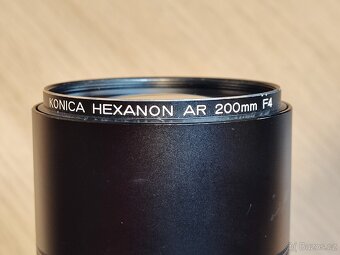 KONICA HEXANON AR 200mm F4